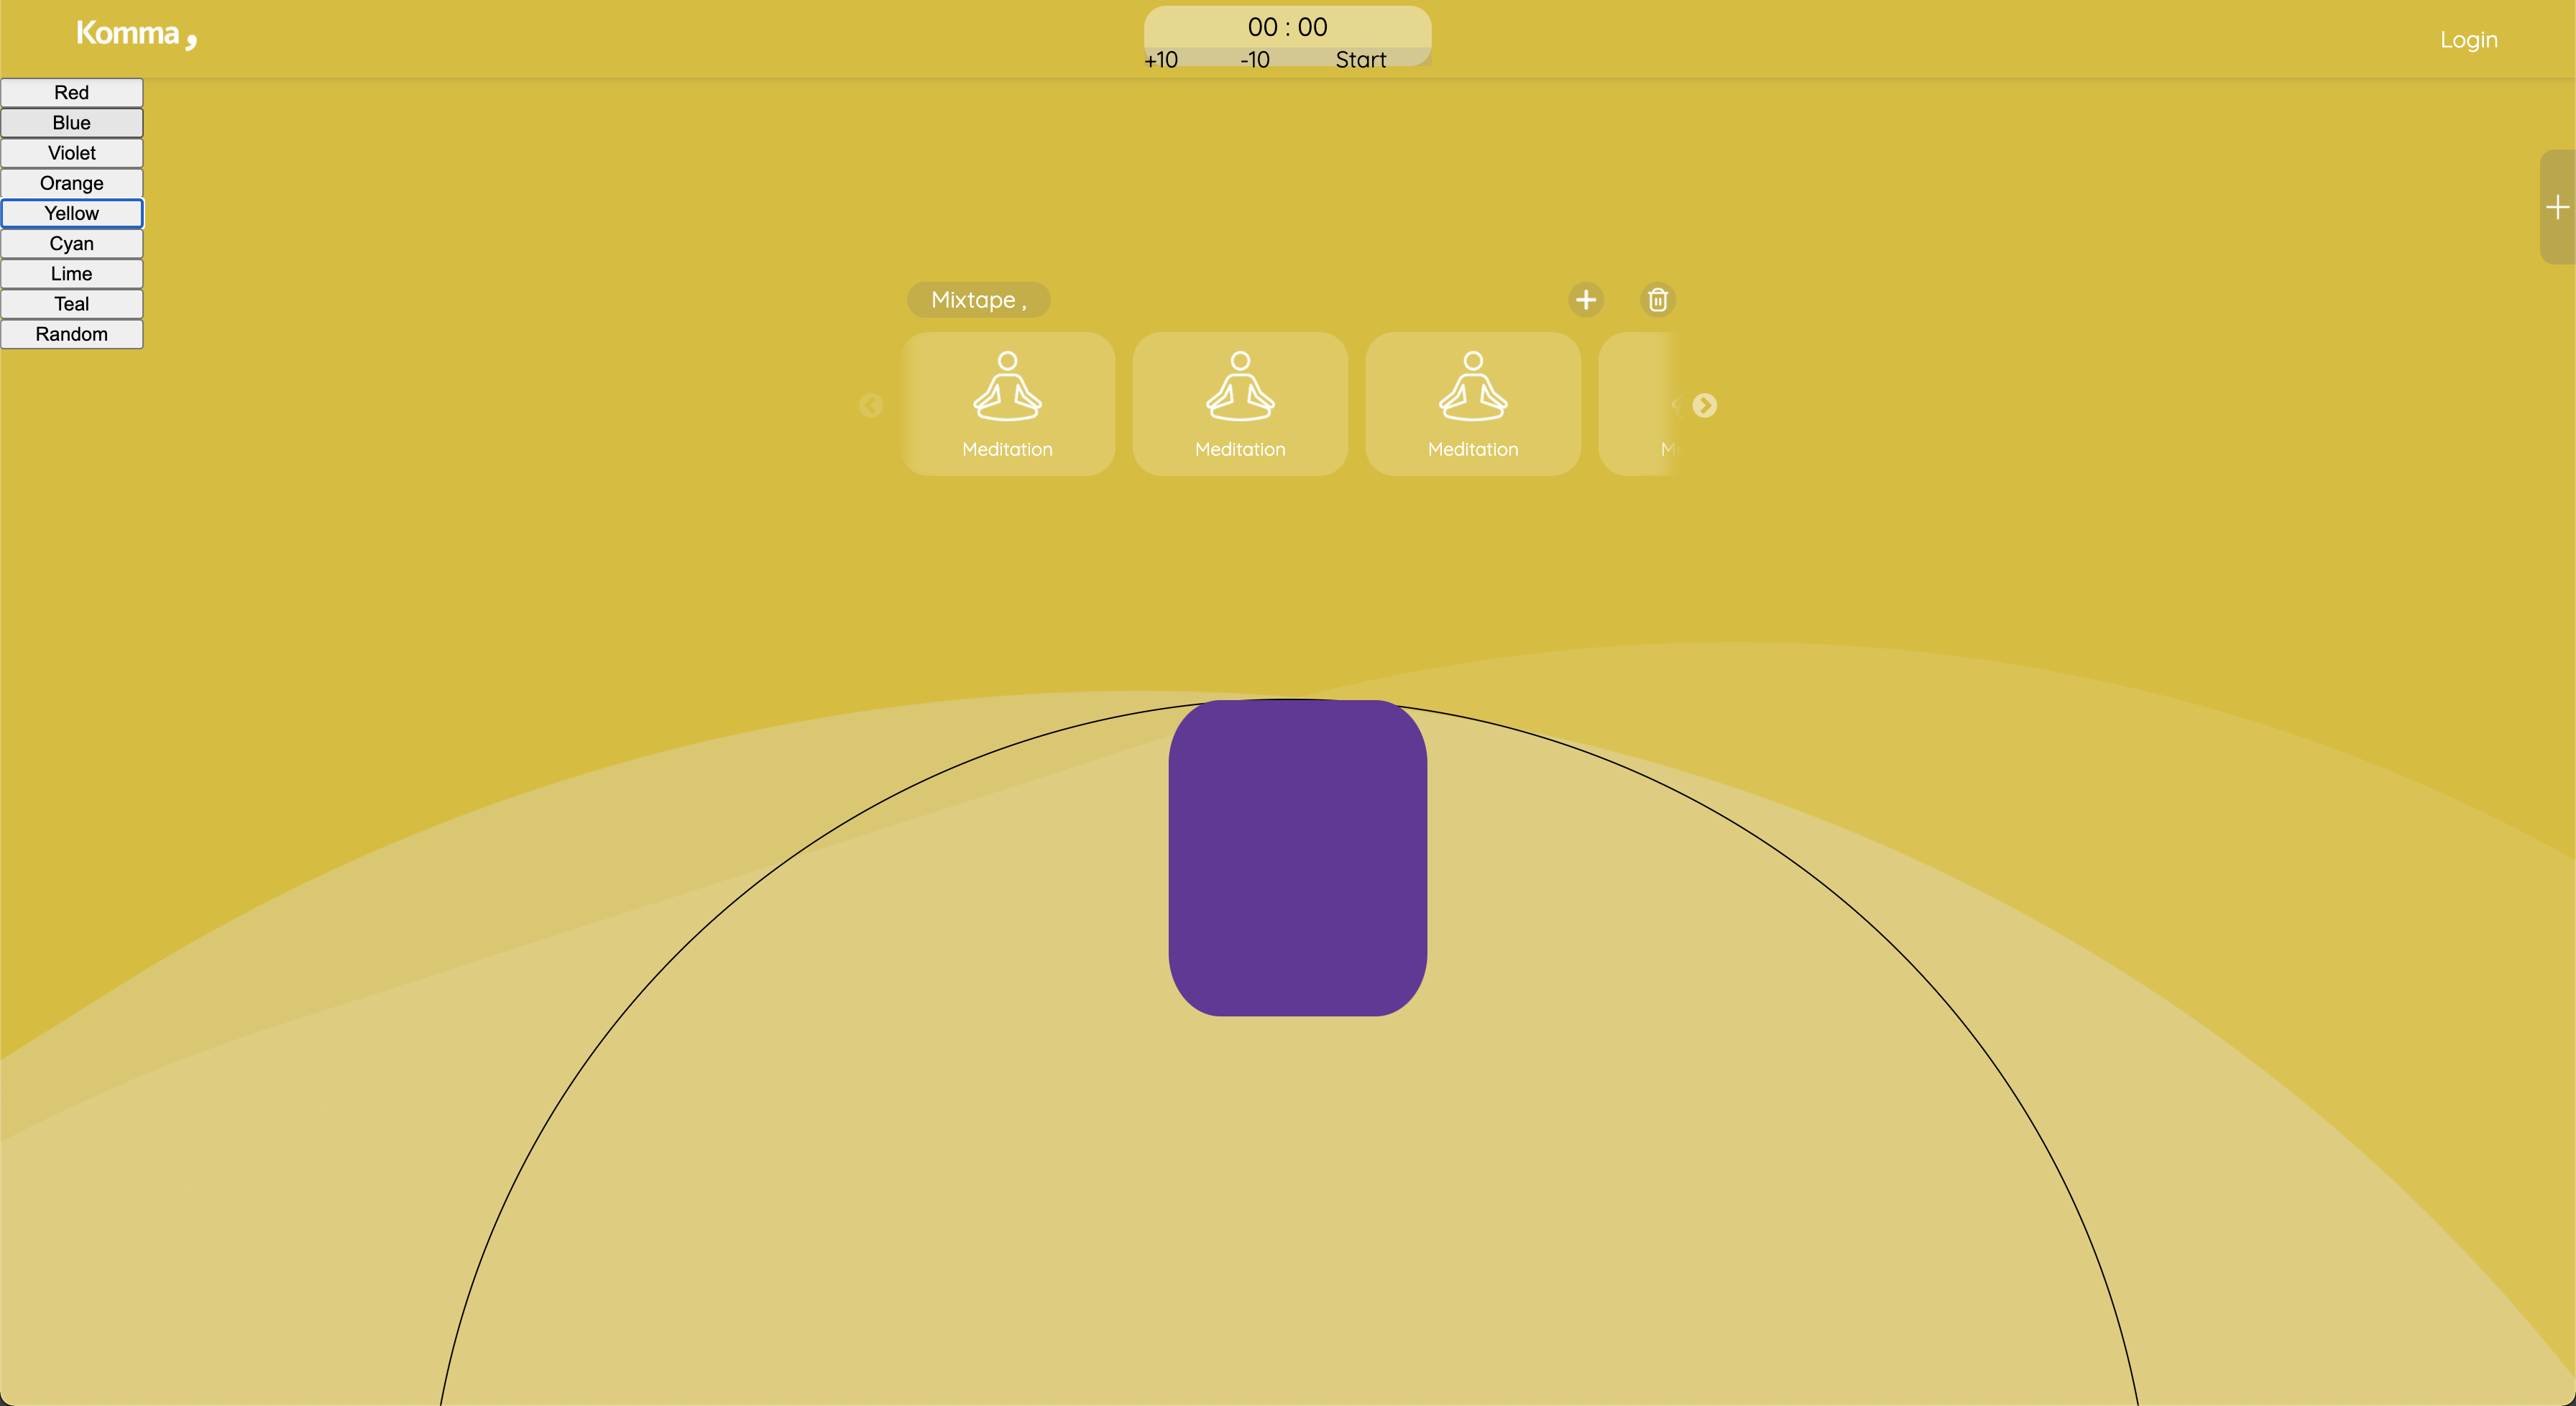 Komma,
00 : 00
+10 -10 Start
Login
Red
Blue
Violet
Orange
Yellow
Cyan
Lime
Teal
Random
Mixtape ,
Meditation Meditation Meditation M